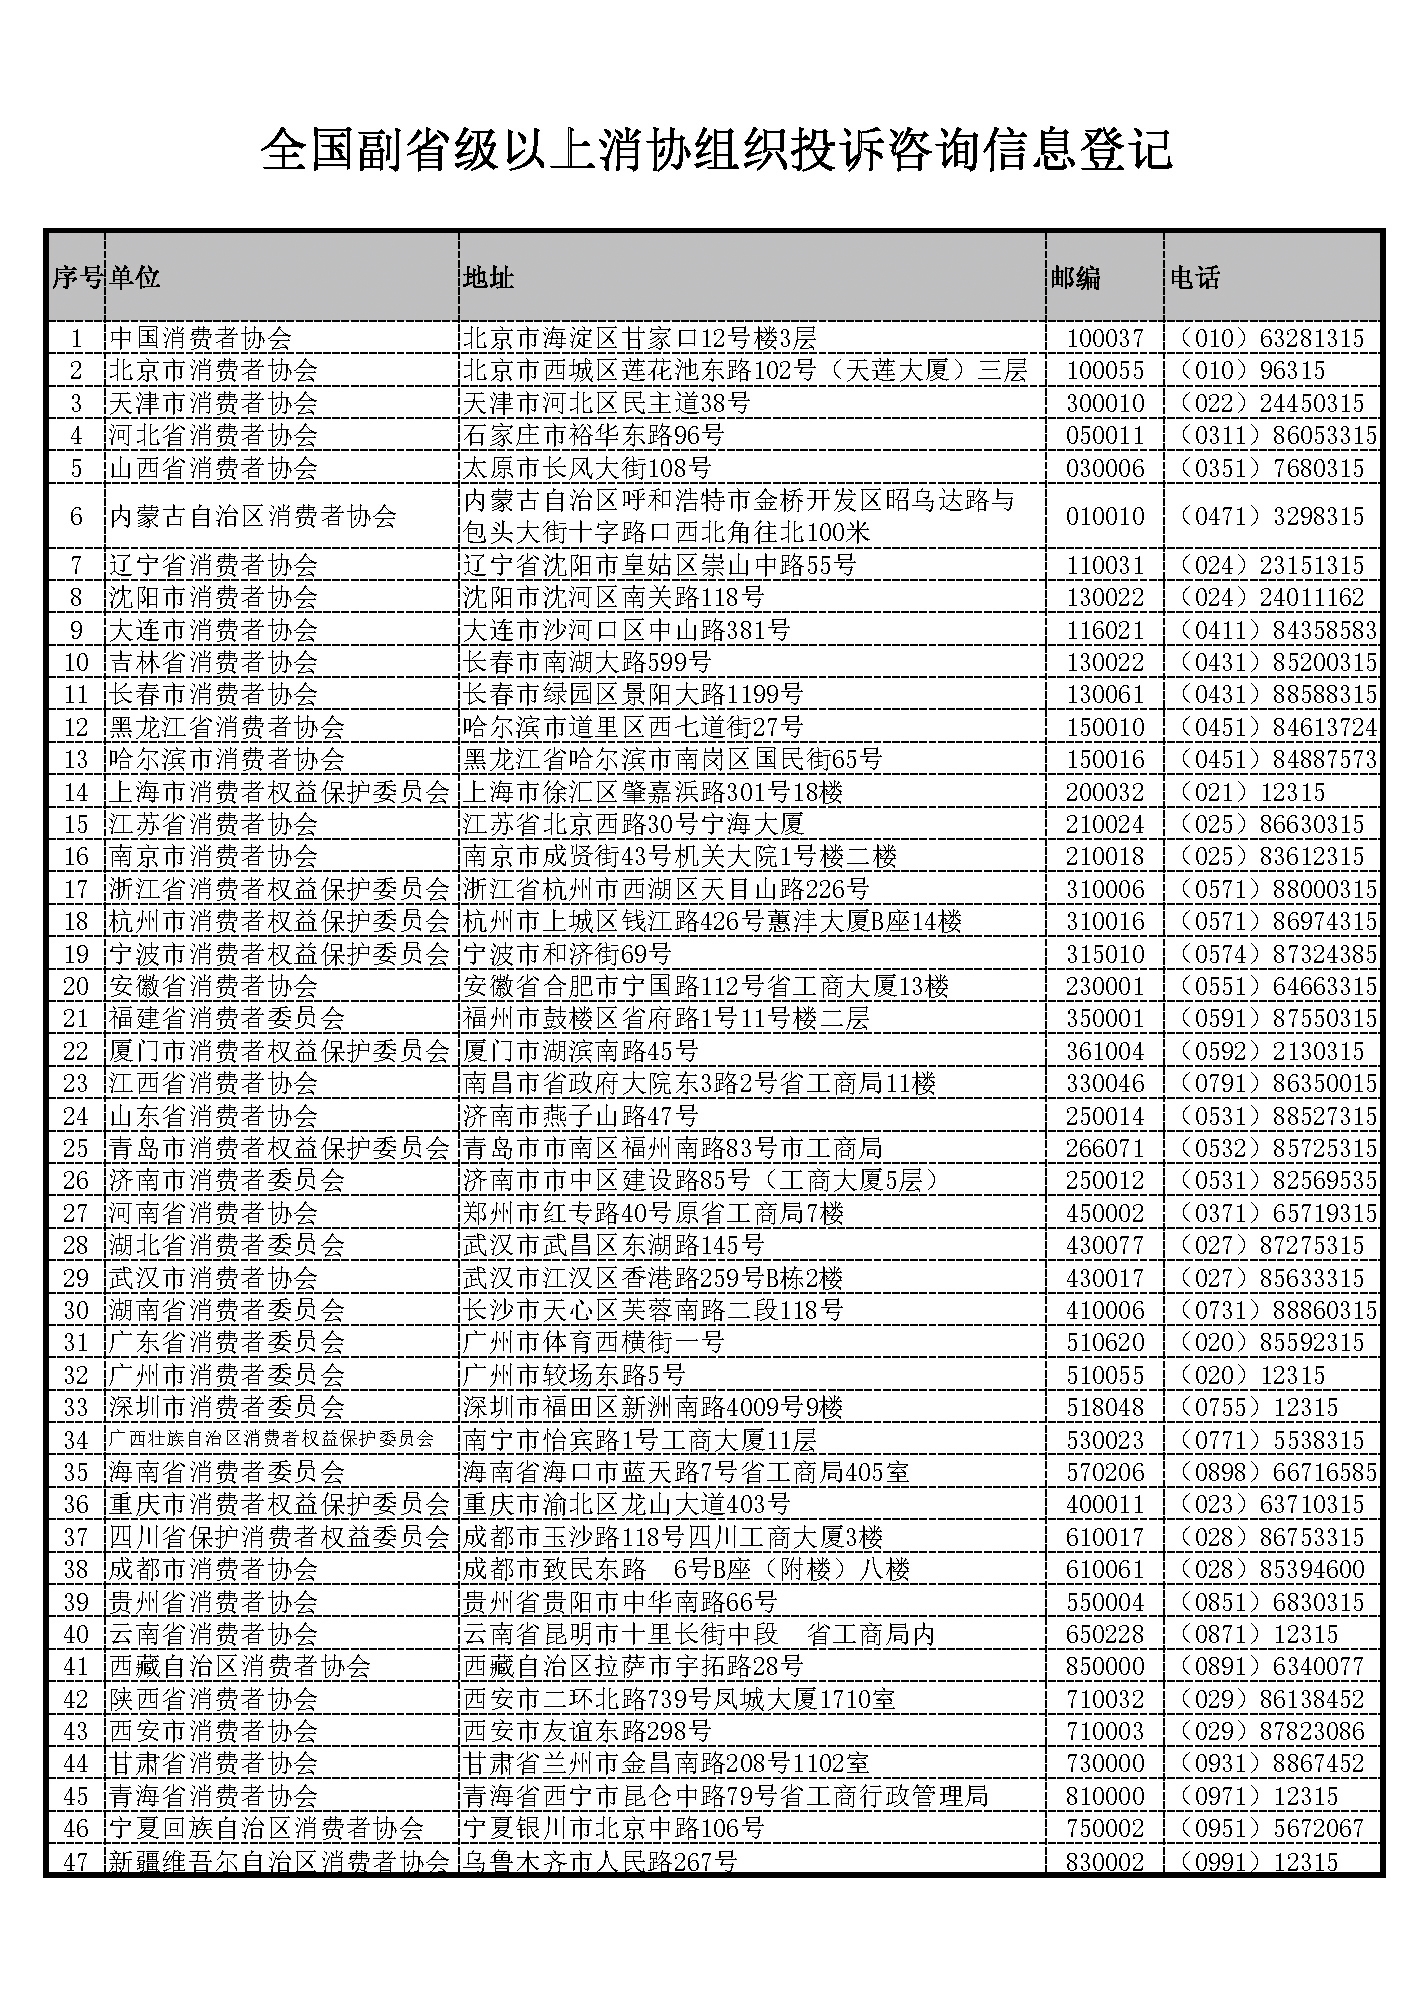 全国副省级以上消协组织投诉咨询信息登记
序号 单位 地址 邮编 电话
1 中国消费者协会 北京市海淀区甘家口12号楼3层 100037 （010）63281315
2 北京市消费者协会 北京市西城区莲花池东路102号（天莲大厦）三层 100055 （010）96315
3 天津市消费者协会 天津市河北区民主道38号 300010 （022）24450315
4 河北省消费者协会 石家庄市裕华东路96号 050011 （0311）86053315
5 山西省消费者协会 太原市长风大街108号 030006 （0351）7680315
6 内蒙古自治区消费者协会 内蒙古自治区呼和浩特市金桥开发区昭乌达路与
包头大街十字路口西北角往北100米 010010 （0471）3298315
7 辽宁省消费者协会 辽宁省沈阳市皇姑区崇山中路55号 110031 （024）23151315
8 沈阳市消费者协会 沈阳市沈河区南关路118号 130022 （024）24011162
9 大连市消费者协会 大连市沙河口区中山路381号 116021 （0411）84358583
10 吉林省消费者协会 长春市南湖大路599号 130022 （0431）85200315
11 长春市消费者协会 长春市绿园区景阳大路1199号 130061 （0431）88588315
12 黑龙江省消费者协会 哈尔滨市道里区西七道街27号 150010 （0451）84613724
13 哈尔滨市消费者协会 黑龙江省哈尔滨市南岗区国民街65号 150016 （0451）84887573
14 上海市消费者权益保护委员会 上海市徐汇区肇嘉浜路301号18楼 200032 （021）12315
15 江苏省消费者协会 江苏省北京西路30号宁海大厦 210024 （025）86630315
16 南京市消费者协会 南京市成贤街43号机关大院1号楼二楼 210018 （025）83612315
17 浙江省消费者权益保护委员会 浙江省杭州市西湖区天目山路226号 310006 （0571）88000315
18 杭州市消费者权益保护委员会 杭州市上城区钱江路426号蕙沣大厦B座14楼 310016 （0571）86974315
19 宁波市消费者权益保护委员会 宁波市和济街69号 315010 （0574）87324385
20 安徽省消费者协会 安徽省合肥市宁国路112号省工商大厦13楼 230001 （0551）64663315
21 福建省消费者委员会 福州市鼓楼区省府路1号11号楼二层 350001 （0591）87550315
22 厦门市消费者权益保护委员会 厦门市湖滨南路45号 361004 （0592）2130315
23 江西省消费者协会 南昌市省政府大院东3路2号省工商局11楼 330046 （0791）86350015
24 山东省消费者协会 济南市燕子山路47号 250014 （0531）88527315
25 青岛市消费者权益保护委员会 青岛市市南区福州南路83号市工商局 266071 （0532）85725315
26 济南市消费者委员会 济南市市中区建设路85号（工商大厦5层） 250012 （0531）82569535
27 河南省消费者协会 郑州市红专路40号原省工商局7楼 450002 （0371）65719315
28 湖北省消费者委员会 武汉市武昌区东湖路145号 430077 （027）87275315
29 武汉市消费者协会 武汉市江汉区香港路259号B栋2楼 430017 （027）85633315
30 湖南省消费者委员会 长沙市天心区芙蓉南路二段118号 410006 （0731）88860315
31 广东省消费者委员会 广州市体育西横街一号 510620 （020）85592315
32 广州市消费者委员会 广州市较场东路5号 510055 （020）12315
33 深圳市消费者委员会 深圳市福田区新洲南路4009号9楼 518048 （0755）12315
34 广西壮族自治区消费者权益保护委员会 南宁市怡宾路1号工商大厦11层 530023 （0771）5538315
35 海南省消费者委员会 海南省海口市蓝天路7号省工商局405室 570206 （0898）66716585
36 重庆市消费者权益保护委员会 重庆市渝北区龙山大道403号 400011 （023）63710315
37 四川省保护消费者权益委员会 成都市玉沙路118号四川工商大厦3楼 610017 （028）86753315
38 成都市消费者协会 成都市致民东路 6号B座（附楼）八楼 610061 （028）85394600
39 贵州省消费者协会 贵州省贵阳市中华南路66号 550004 （0851）6830315
40 云南省消费者协会 云南省昆明市十里长街中段 省工商局内 650228 （0871）12315
41 西藏自治区消费者协会 西藏自治区拉萨市宇拓路28号 850000 （0891）6340077
42 陕西省消费者协会 西安市二环北路739号凤城大厦1710室 710032 （029）86138452
43 西安市消费者协会 西安市友谊东路298号 710003 （029）87823086
44 甘肃省消费者协会 甘肃省兰州市金昌南路208号1102室 730000 （0931）8867452
45 青海省消费者协会 青海省西宁市昆仑中路79号省工商行政管理局 810000 （0971）12315
46 宁夏回族自治区消费者协会 宁夏银川市北京中路106号 750002 （0951）5672067
47 新疆维吾尔自治区消费者协会 乌鲁木齐市人民路267号 830002 （0991）12315